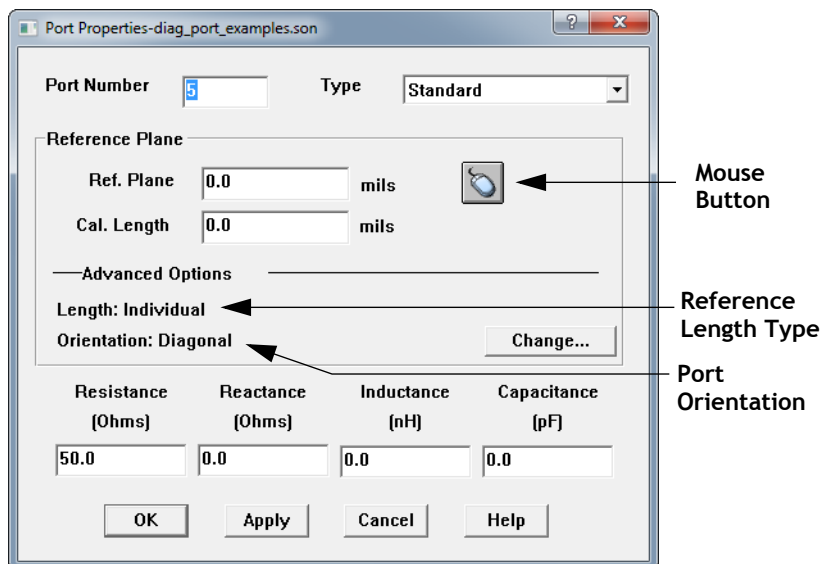 Port Properties-diag_port_examples.son
Port Number 5 Type Standard
Reference Plane
Ref. Plane 0.0 mils
Mouse
Button
Cal. Length 0.0 mils
Advanced Options
Length: Individual
Reference
Length Type
Orientation: Diagonal Change...
Port
Orientation
Resistance Reactance Inductance Capacitance
(Ohms) (Ohms) (nH) (pF)
50.0 0.0 0.0 0.0
OK Apply Cancel Help